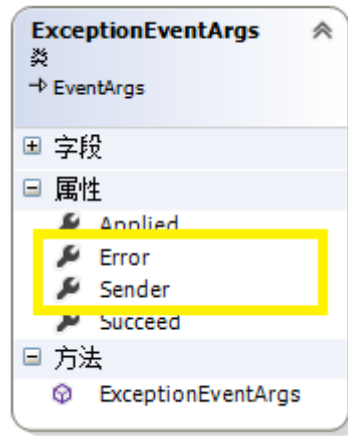 ExceptionEventArgs
类
EventArgs
字段
属性
Applied
Error
Sender
Succeed
方法
ExceptionEventArgs